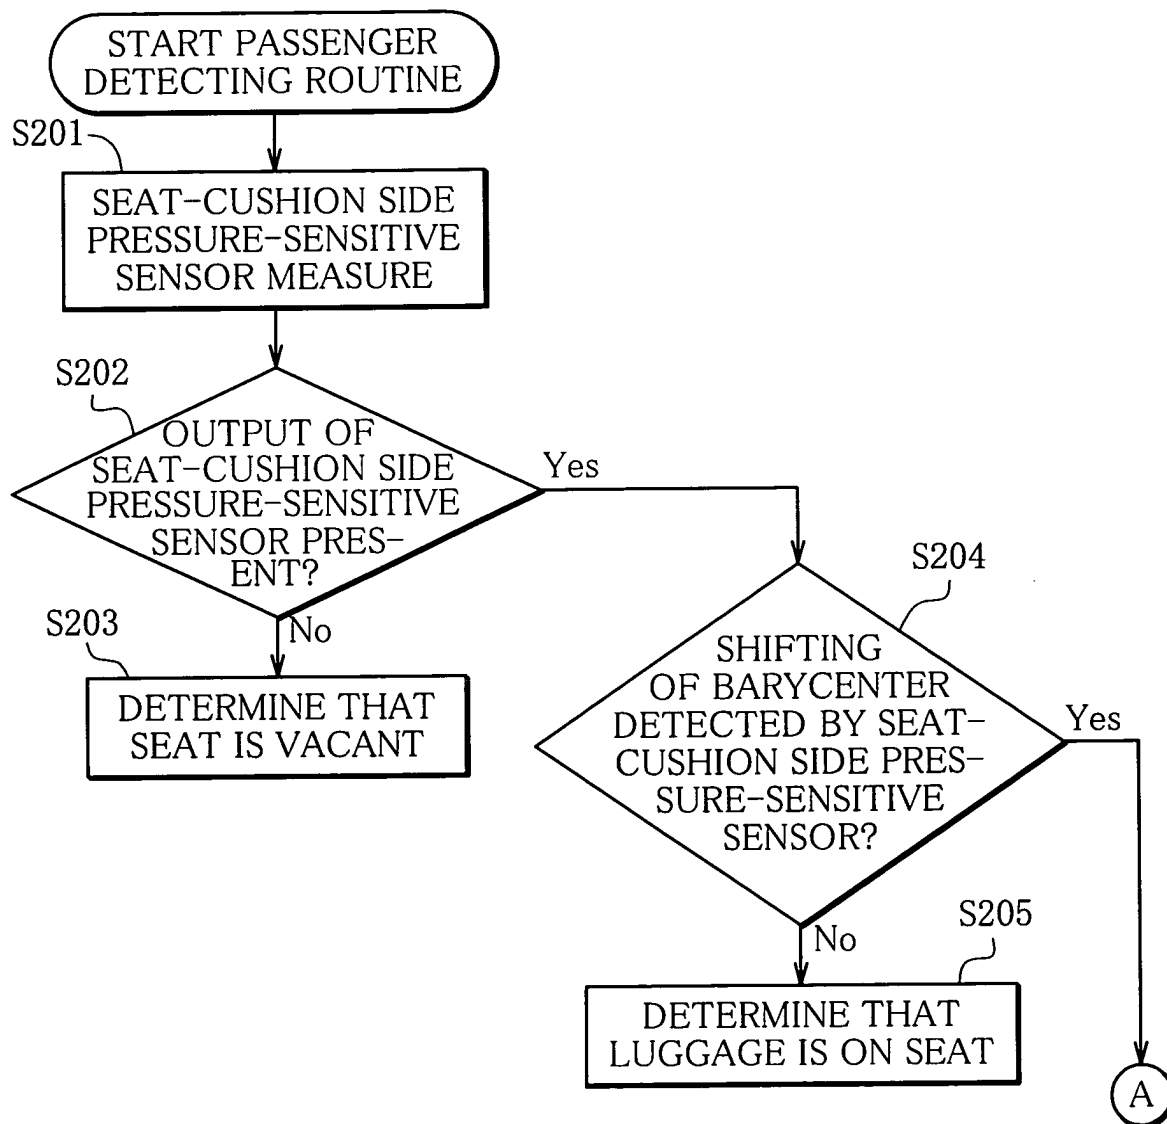 START PASSENGER
DETECTING ROUTINE
S201
SEAT-CUSHION SIDE
PRESSURE-SENSITIVE
SENSOR MEASURE
S202
OUTPUT OF
SEAT-CUSHION SIDE
PRESSURE-SENSITIVE
SENSOR PRES-
ENT?
Yes
No
S203
DETERMINE THAT
SEAT IS VACANT
S204
SHIFTING
OF BARYCENTER
DETECTED BY SEAT-
CUSHION SIDE PRES-
SURE-SENSITIVE
SENSOR?
Yes
No
S205
DETERMINE THAT
LUGGAGE IS ON SEAT
A